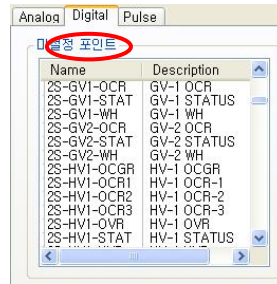 Analog Digital Pulse
미설정 포인트
Name Description
2S-GV1-OCR GV-1 OCR
2S-GV1-STAT GV-1 STATUS
2S-GV1-WH GV-1 WH
2S-GV2-OCR GV-2 OCR
2S-GV2-STAT GV-2 STATUS
2S-GV2-WH GV-2 WH
2S-HV1-OCGR HV-1 OCGR
2S-HV1-OCR1 HV-1 OCR-1
2S-HV1-OCR2 HV-1 OCR-2
2S-HV1-OCR3 HV-1 OCR-3
2S-HV1-OVR HV-1 OVR
2S-HV1-STAT HV-1 STATUS